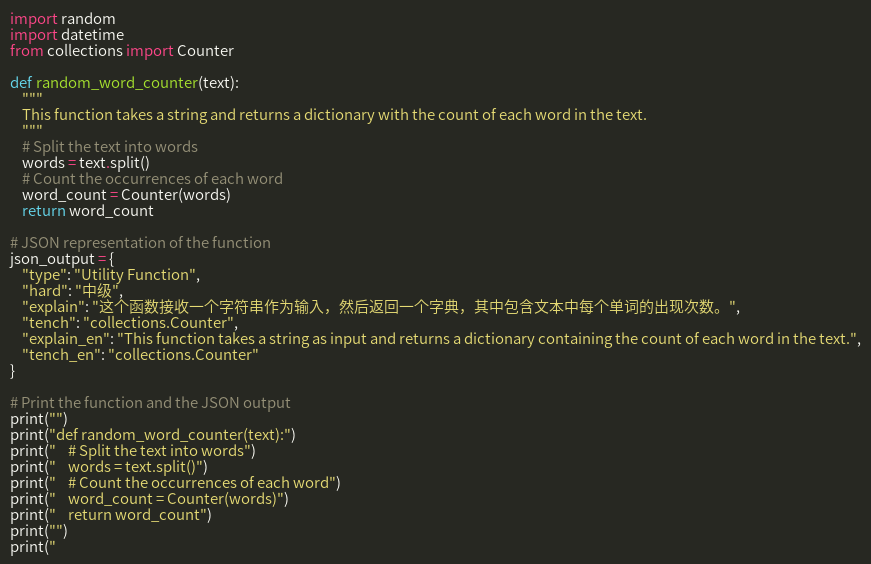 import random
import datetime
from collections import Counter

def random_word_counter(text):
    """
    This function takes a string and returns a dictionary with the count of each word in the text.
    """
    # Split the text into words
    words = text.split()
    # Count the occurrences of each word
    word_count = Counter(words)
    return word_count

# JSON representation of the function
json_output = {
    "type": "Utility Function",
    "hard": "中级",
    "explain": "这个函数接收一个字符串作为输入，然后返回一个字典，其中包含文本中每个单词的出现次数。",
    "tench": "collections.Counter",
    "explain_en": "This function takes a string as input and returns a dictionary containing the count of each word in the text.",
    "tench_en": "collections.Counter"
}

# Print the function and the JSON output
print("")
print("def random_word_counter(text):")
print("    # Split the text into words")
print("    words = text.split()")
print("    # Count the occurrences of each word")
print("    word_count = Counter(words)")
print("    return word_count")
print("")
print("